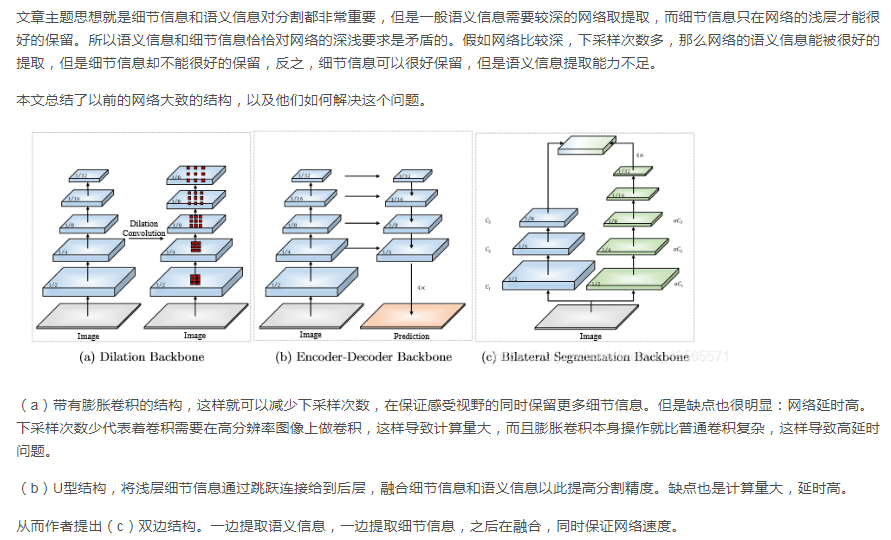 文章主题思想就是细节信息和语义信息对分割都非常重要，但是一般语义信息需要较深的网络取提取，而细节信息只在网络的浅层才能很
好的保留。所以语义信息和细节信息恰恰对网络的深浅要求是矛盾的。假如网络比较深，下采样次数多，那么网络的语义信息能被很好的
提取，但是细节信息却不能很好的保留，反之，细节信息可以很好保留，但是语义信息提取能力不足。
本文总结了以前的网络大致的结构，以及他们如何解决这个问题。
1/32
1/16
1/8
1/4
1/2
Image
Dilation
Convolution
1/8
1/8
1/8
1/4
1/2
Image
(a) Dilation Backbone
1/32
1/16
1/8
1/4
1/2
Image
1/32
1/16
1/8
1/4
4×
Prediction
(b) Encoder-Decoder Backbone
8×
C₃
C₂
C₁
1/8
1/4
1/2
1/32
1/16
1/8
1/4
1/2
αC₃
αC₂
αC₁
Image
(c) Bilateral Segmentation Backbone
65571
（a）带有膨胀卷积的结构，这样就可以减少下采样次数，在保证感受视野的同时保留更多细节信息。但是缺点也很明显：网络延时高。
下采样次数少代表着卷积需要在高分辨率图像上做卷积，这样导致计算量大，而且膨胀卷积本身操作就比普通卷积复杂，这样导致高延时
问题。
（b）U型结构，将浅层细节信息通过跳跃连接给到后层，融合细节信息和语义信息以此提高分割精度。缺点也是计算量大，延时高。
从而作者提出（c）双边结构。一边提取语义信息，一边提取细节信息，之后在融合，同时保证网络速度。